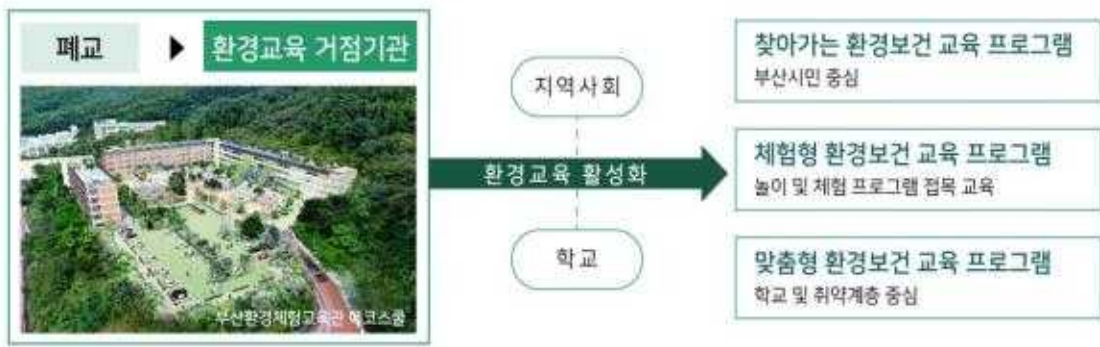 폐교 ▶ 환경교육 거점기관
부산환경체험교육관 에코스쿨
지역사회
환경교육 활성화
학교
찾아가는 환경보건 교육 프로그램
부산시민 중심
체험형 환경보건 교육 프로그램
놀이 및 체험 프로그램 접목 교육
맞춤형 환경보건 교육 프로그램
학교 및 취약계층 중심